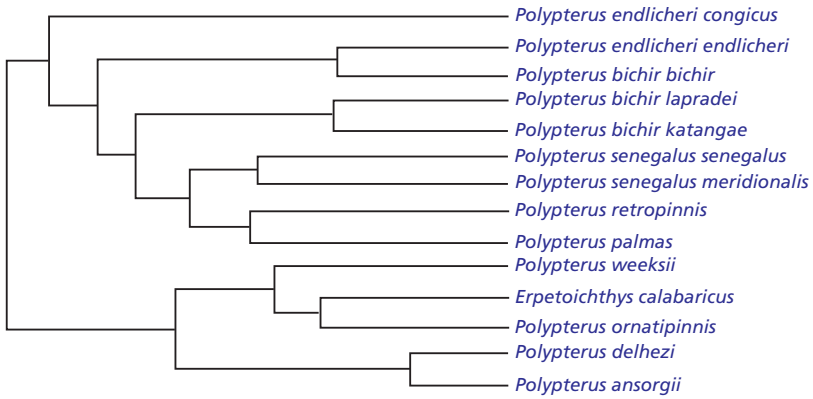 Polypterus endlicheri congicus
Polypterus endlicheri endlicheri
Polypterus bichir bichir
Polypterus bichir lapradei
Polypterus bichir katangae
Polypterus senegalus senegalus
Polypterus senegalus meridionalis
Polypterus retropinnis
Polypterus palmas
Polypterus weeksii
Erpetoichthys calabaricus
Polypterus ornatipinnis
Polypterus delhezi
Polypterus ansorgii